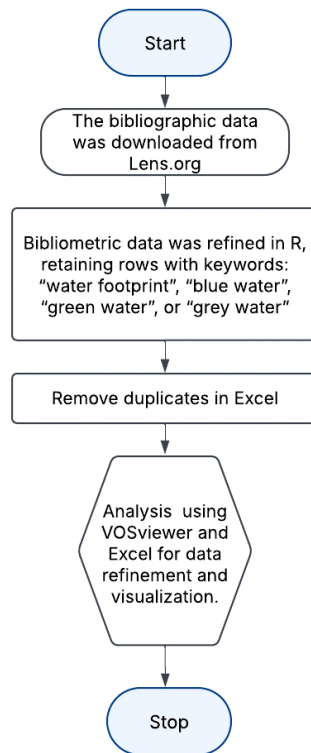 Start
The bibliographic data
was downloaded from
Lens.org
Bibliometric data was refined in R,
retaining rows with keywords:
“water footprint”, “blue water”,
“green water”, or “grey water”
Remove duplicates in Excel
Analysis using
VOSviewer and
Excel for data
refinement and
visualization.
Stop